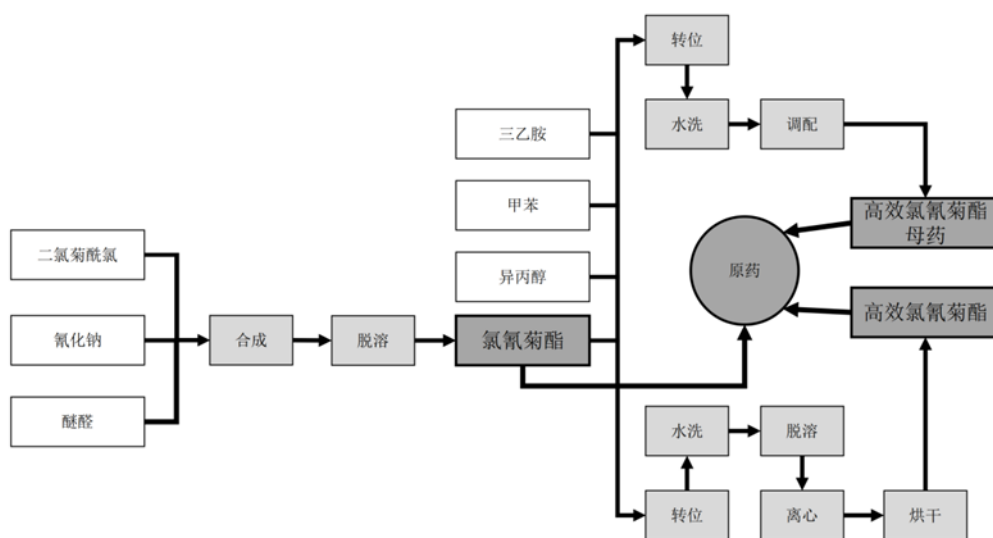 转位
水洗
调配
三乙胺
甲苯
异丙醇
二氯菊酰氯
氰化钠
醚醛
合成
脱溶
氯氰菊酯
原药
高效氯氰菊酯
母药
高效氯氰菊酯
水洗
脱溶
转位
离心
烘干